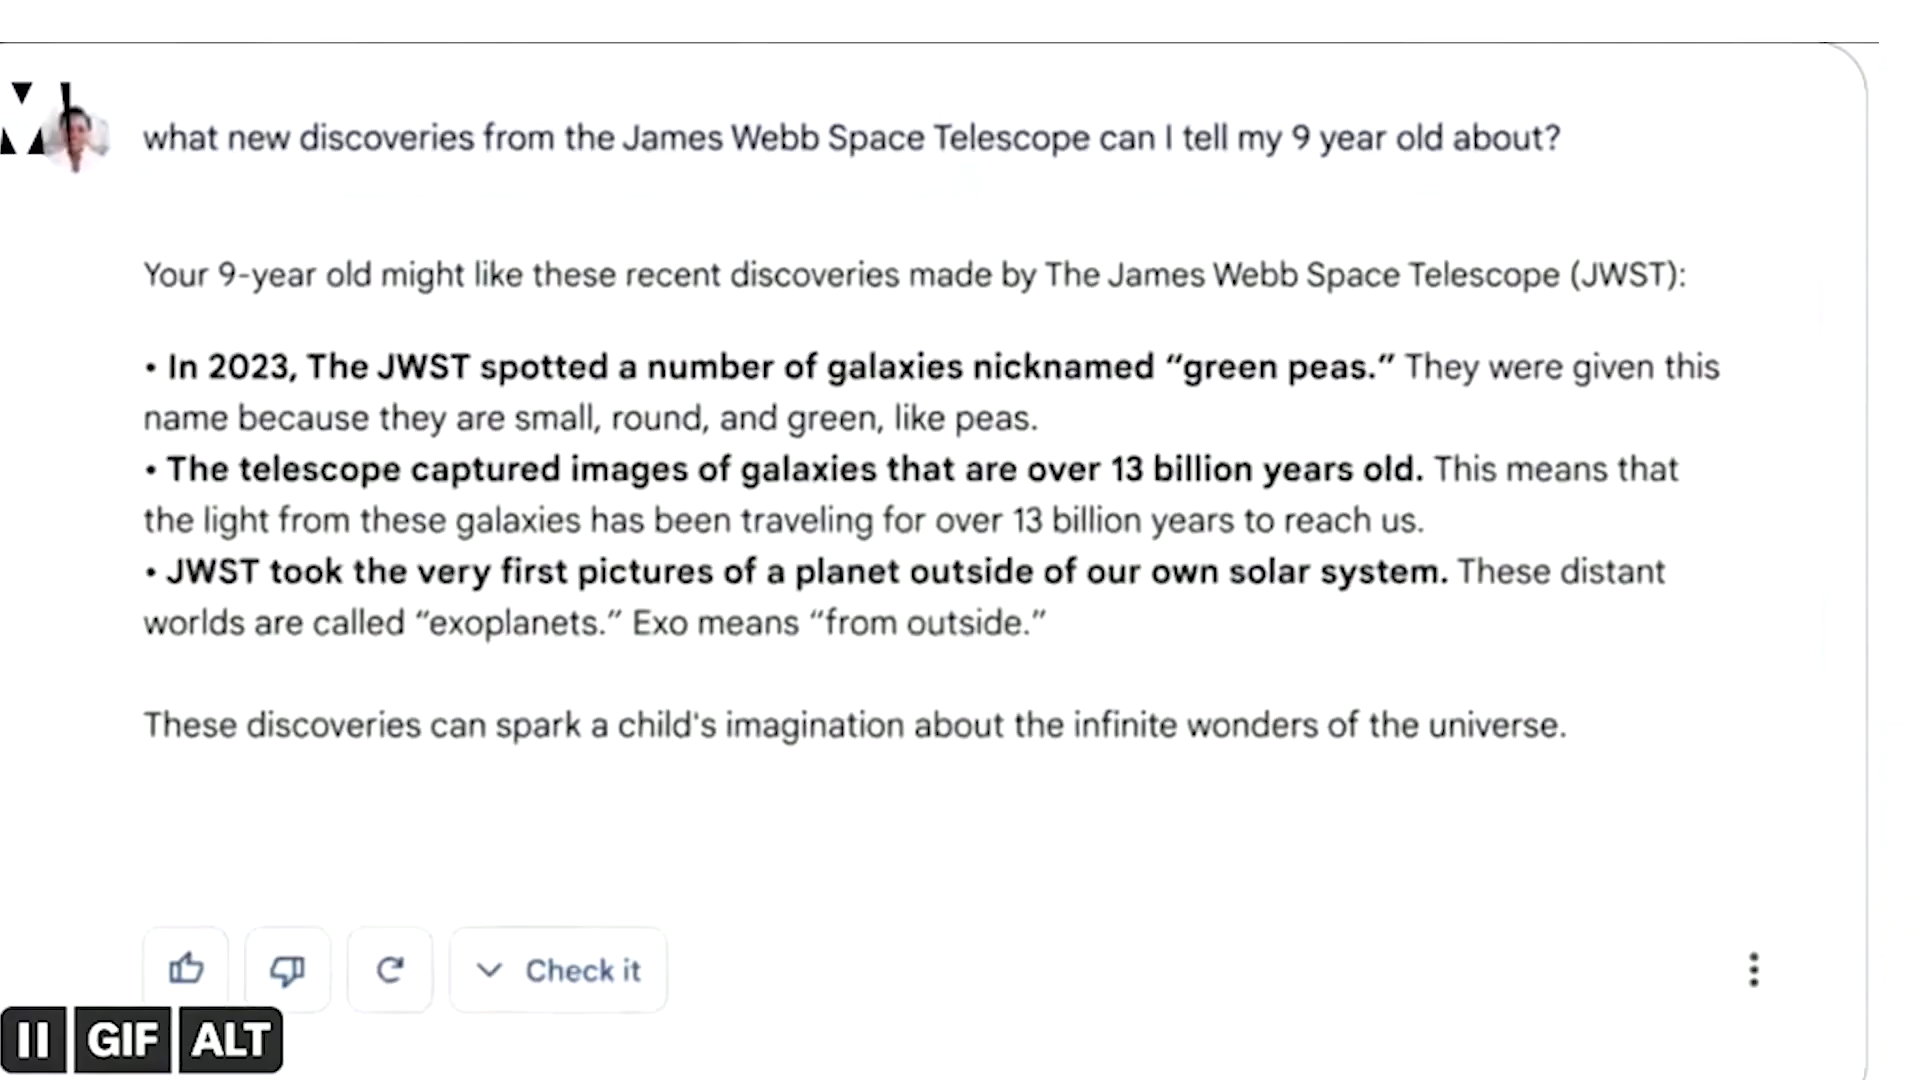 what new discoveries from the James Webb Space Telescope can I tell my 9 year old about?
Your 9-year old might like these recent discoveries made by The James Webb Space Telescope (JWST):
• In 2023, The JWST spotted a number of galaxies nicknamed “green peas.” They were given this
name because they are small, round, and green, like peas.
• The telescope captured images of galaxies that are over 13 billion years old. This means that
the light from these galaxies has been traveling for over 13 billion years to reach us.
• JWST took the very first pictures of a planet outside of our own solar system. These distant
worlds are called “exoplanets.” Exo means “from outside.”
These discoveries can spark a child's imagination about the infinite wonders of the universe.
Check it
GIF ALT